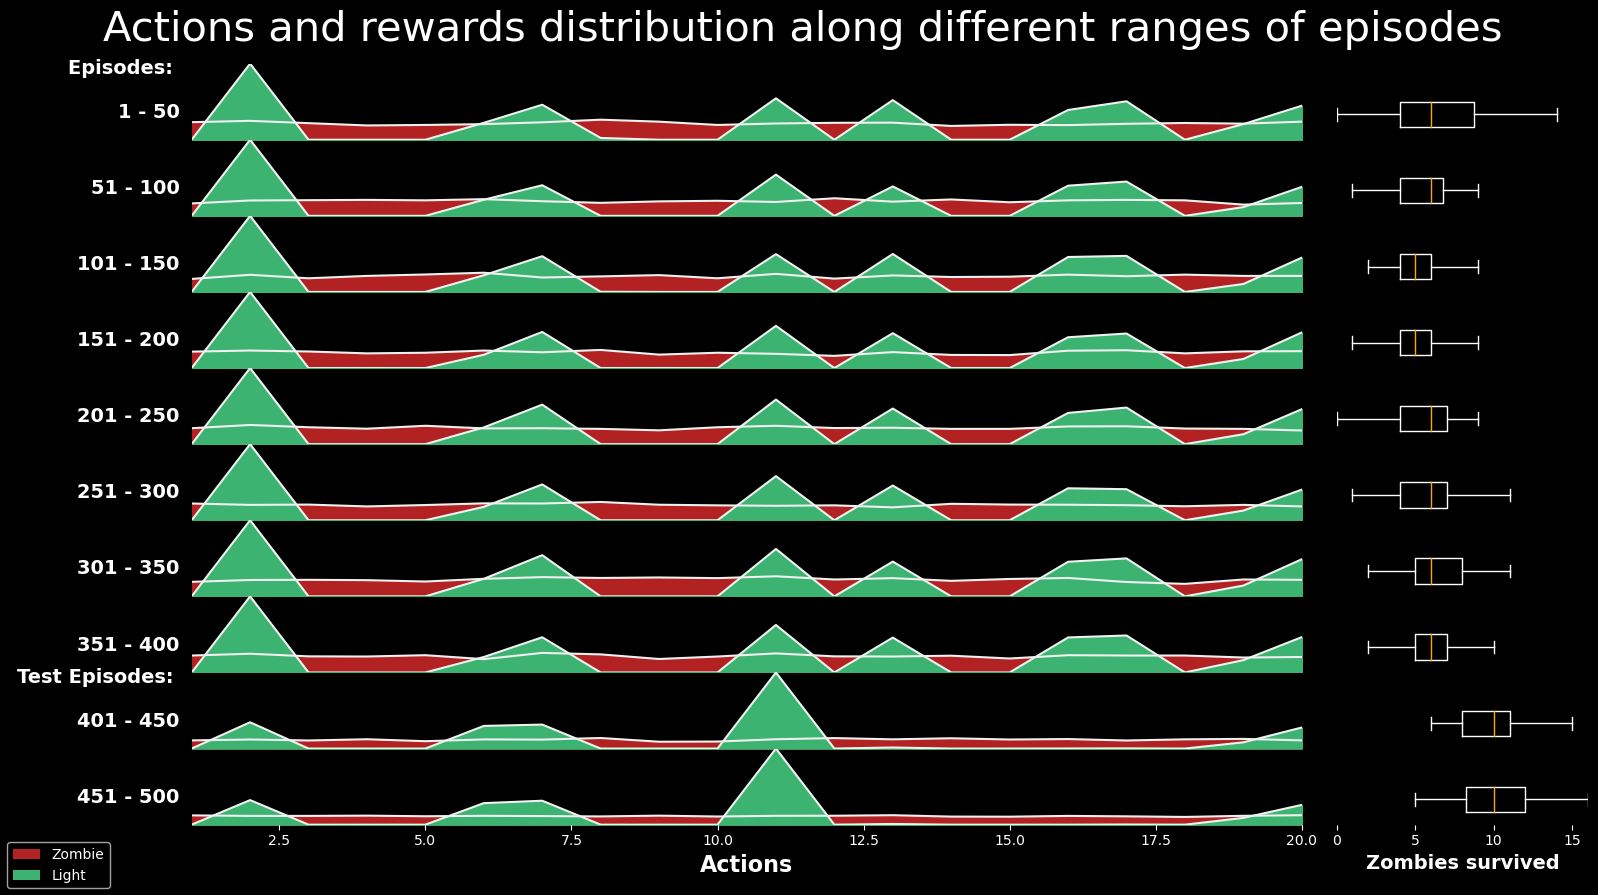 Actions and rewards distribution along different ranges of episodes
Episodes:
1 - 50
51 - 100
101 - 150
151 - 200
201 - 250
251 - 300
301 - 350
351 - 400
Test Episodes:
401 - 450
451 - 500
2.5 5.0 7.5 10.0 12.5 15.0 17.5 20.0 0 5 10 15
Actions
Zombies survived
Zombie
Light